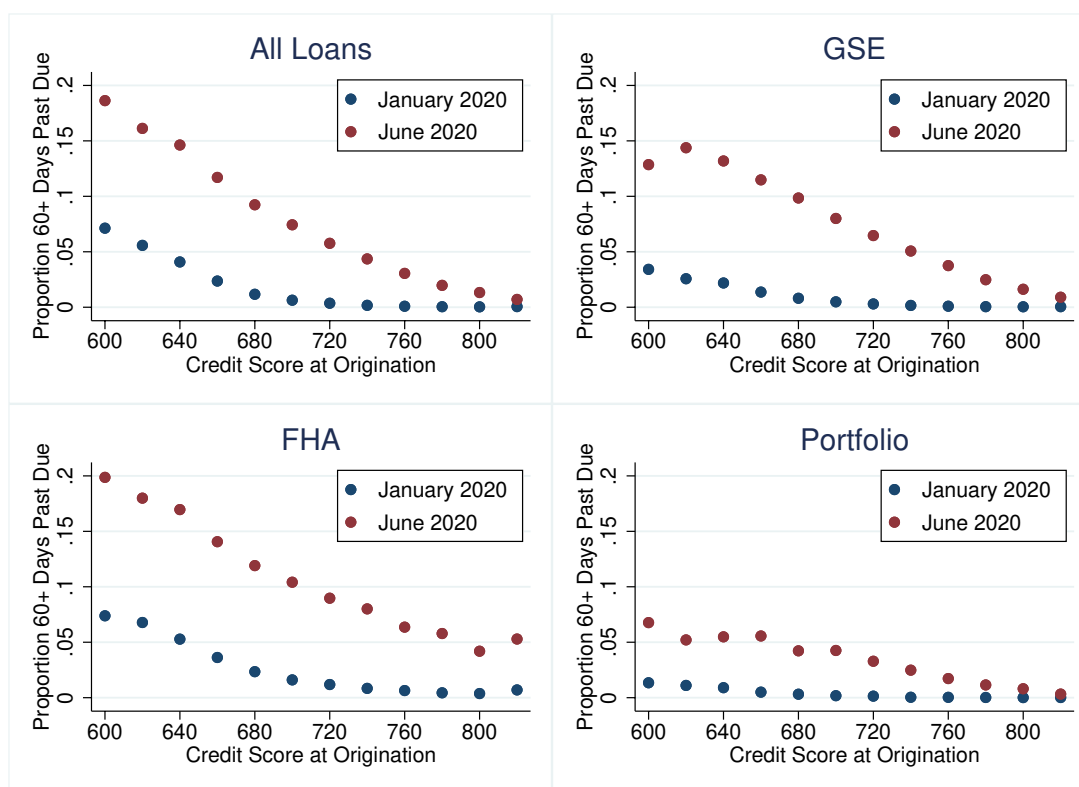 All Loans
Proportion 60+ Days Past Due
.2
.15
.1
.05
0
January 2020
June 2020
600 640 680 720 760 800
Credit Score at Origination
GSE
Proportion 60+ Days Past Due
.2
.15
.1
.05
0
January 2020
June 2020
600 640 680 720 760 800
Credit Score at Origination
FHA
Proportion 60+ Days Past Due
.2
.15
.1
.05
0
January 2020
June 2020
600 640 680 720 760 800
Credit Score at Origination
Portfolio
Proportion 60+ Days Past Due
.2
.15
.1
.05
0
January 2020
June 2020
600 640 680 720 760 800
Credit Score at Origination